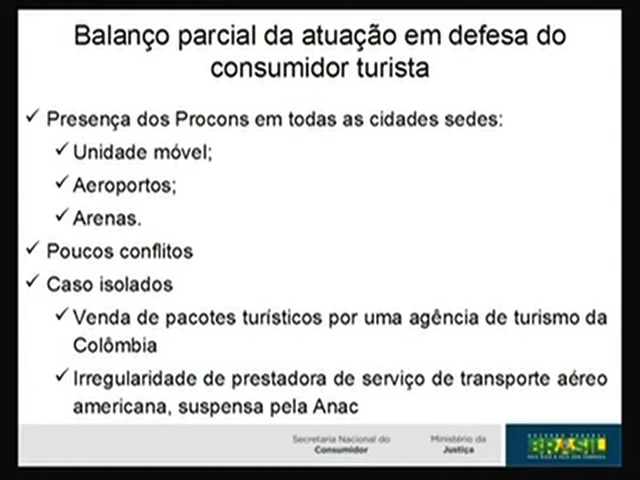 Balanço parcial da atuação em defesa do
consumidor turista
✓ Presença dos Procons em todas as cidades sedes:
✓ Unidade móvel;
✓ Aeroportos;
✓ Arenas.
✓ Poucos conflitos
✓ Caso isolados
✓ Venda de pacotes turísticos por uma agência de turismo da
Colômbia
✓ Irregularidade de prestadora de serviço de transporte aéreo
americana, suspensa pela Anac
Secretaria Nacional do
Consumidor
Ministério da
Justiça
BRASIL